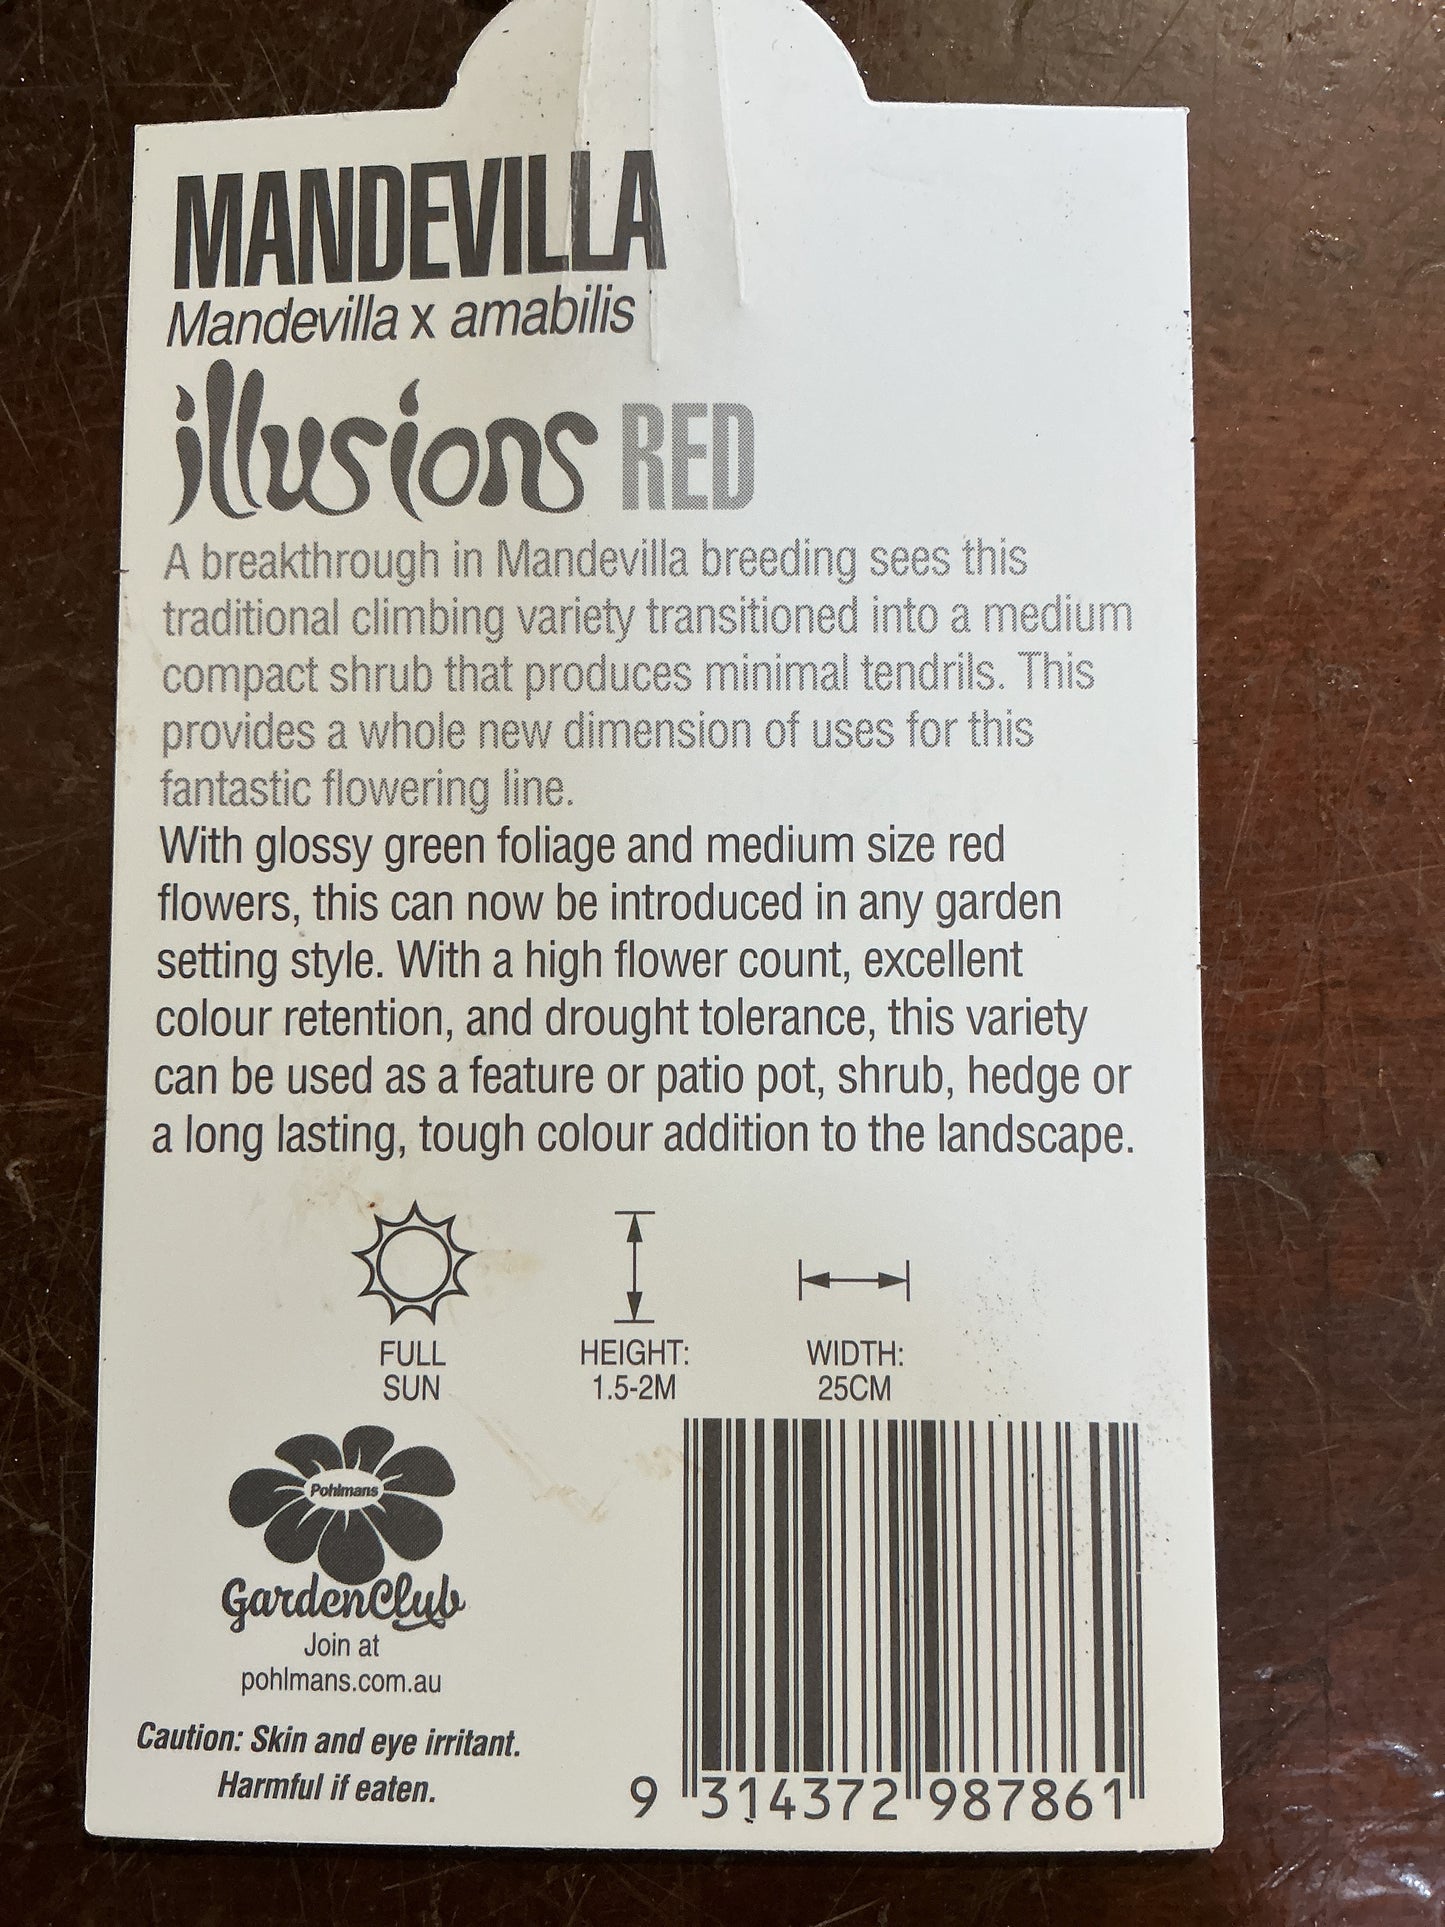 MANDEVILLA
Mandevilla x amabilis
illusions RED
A breakthrough in Mandevilla breeding sees this
traditional climbing variety transitioned into a medium
compact shrub that produces minimal tendrils. This
provides a whole new dimension of uses for this
fantastic flowering line.
With glossy green foliage and medium size red
flowers, this can now be introduced in any garden
setting style. With a high flower count, excellent
colour retention, and drought tolerance, this variety
can be used as a feature or patio pot, shrub, hedge or
a long lasting, tough colour addition to the landscape.
FULL
SUN
HEIGHT:
1.5-2M
WIDTH:
25CM
Pohlmans
GardenClub
Join at
pohlmans.com.au
Caution: Skin and eye irritant.
Harmful if eaten.
9 314372 987861